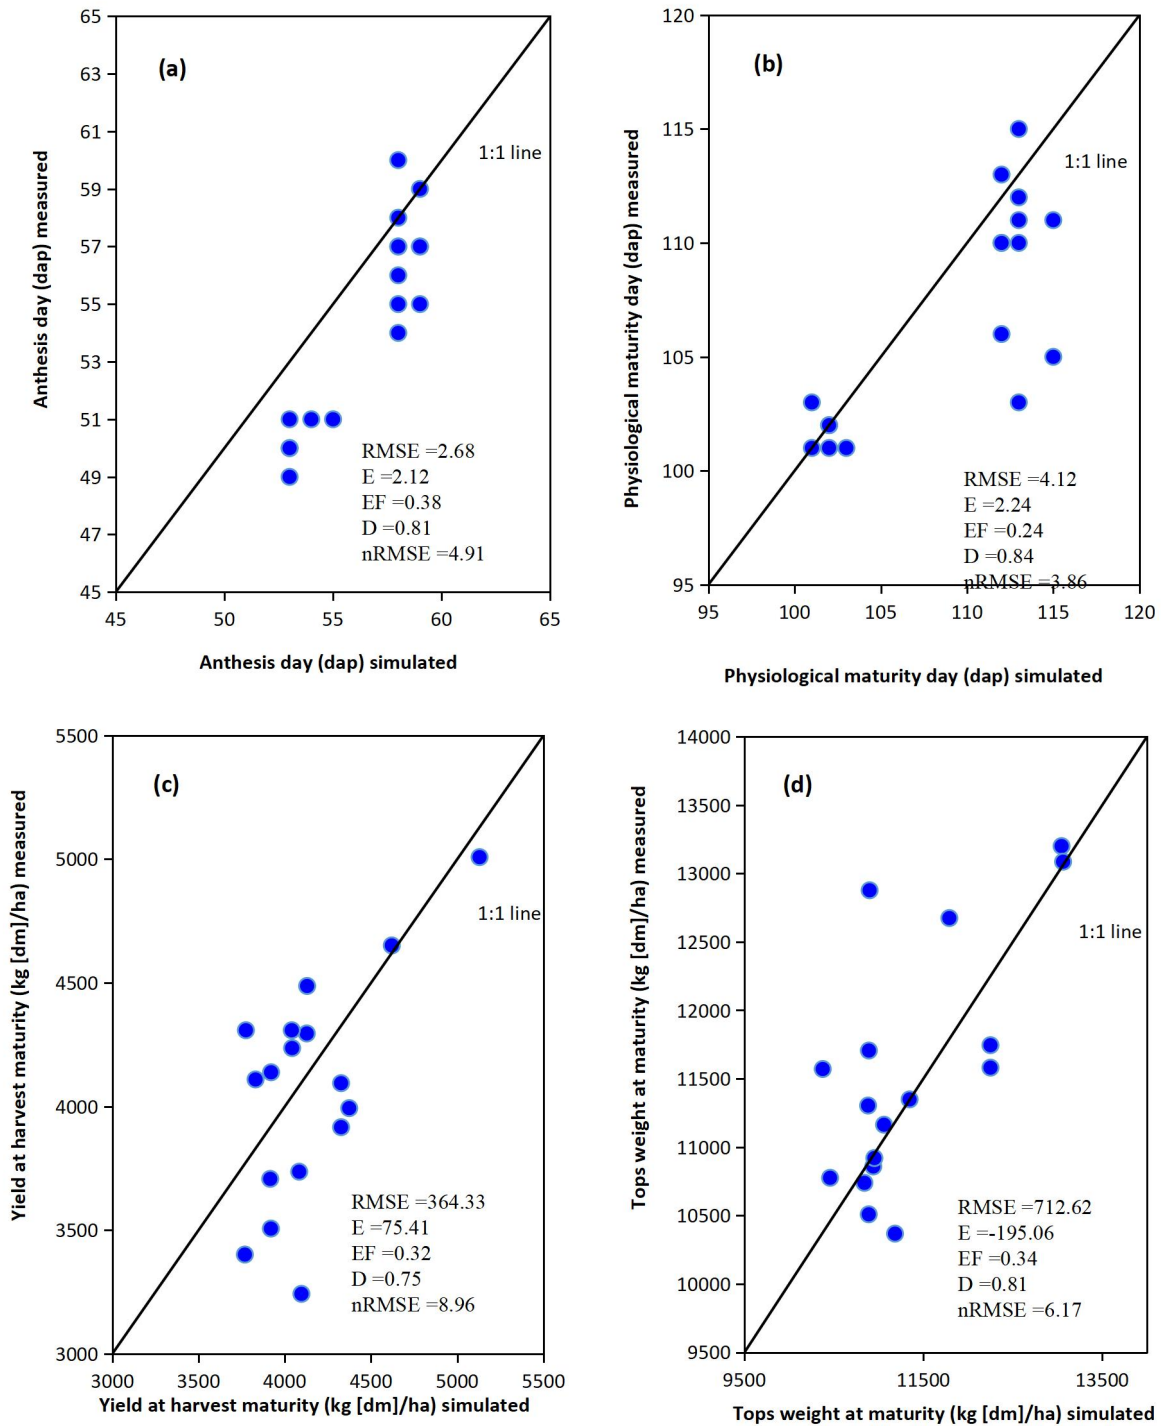 (a)
65
63
61
59
57
55
53
51
49
47
45
Anthesis day (dap) measured
1:1 line
RMSE =2.68
E =2.12
EF =0.38
D =0.81
nRMSE =4.91
45 50 55 60 65
Anthesis day (dap) simulated
(b)
120
115
110
105
100
95
Physiological maturity day (dap) measured
1:1 line
RMSE =4.12
E =2.24
EF =0.24
D =0.84
nRMSE =3.86
95 100 105 110 115 120
Physiological maturity day (dap) simulated
(c)
5500
5000
4500
4000
3500
3000
Yield at harvest maturity (kg [dm]/ha) measured
1:1 line
RMSE =364.33
E =75.41
EF =0.32
D =0.75
nRMSE =8.96
3000 3500 4000 4500 5000 5500
Yield at harvest maturity (kg [dm]/ha) simulated
(d)
14000
13500
13000
12500
12000
11500
11000
10500
10000
9500
Tops weight at maturity (kg [dm]/ha) measured
1:1 line
RMSE =712.62
E =-195.06
EF =0.34
D =0.81
nRMSE =6.17
9500 11500 13500
Tops weight at maturity (kg [dm]/ha) simulated